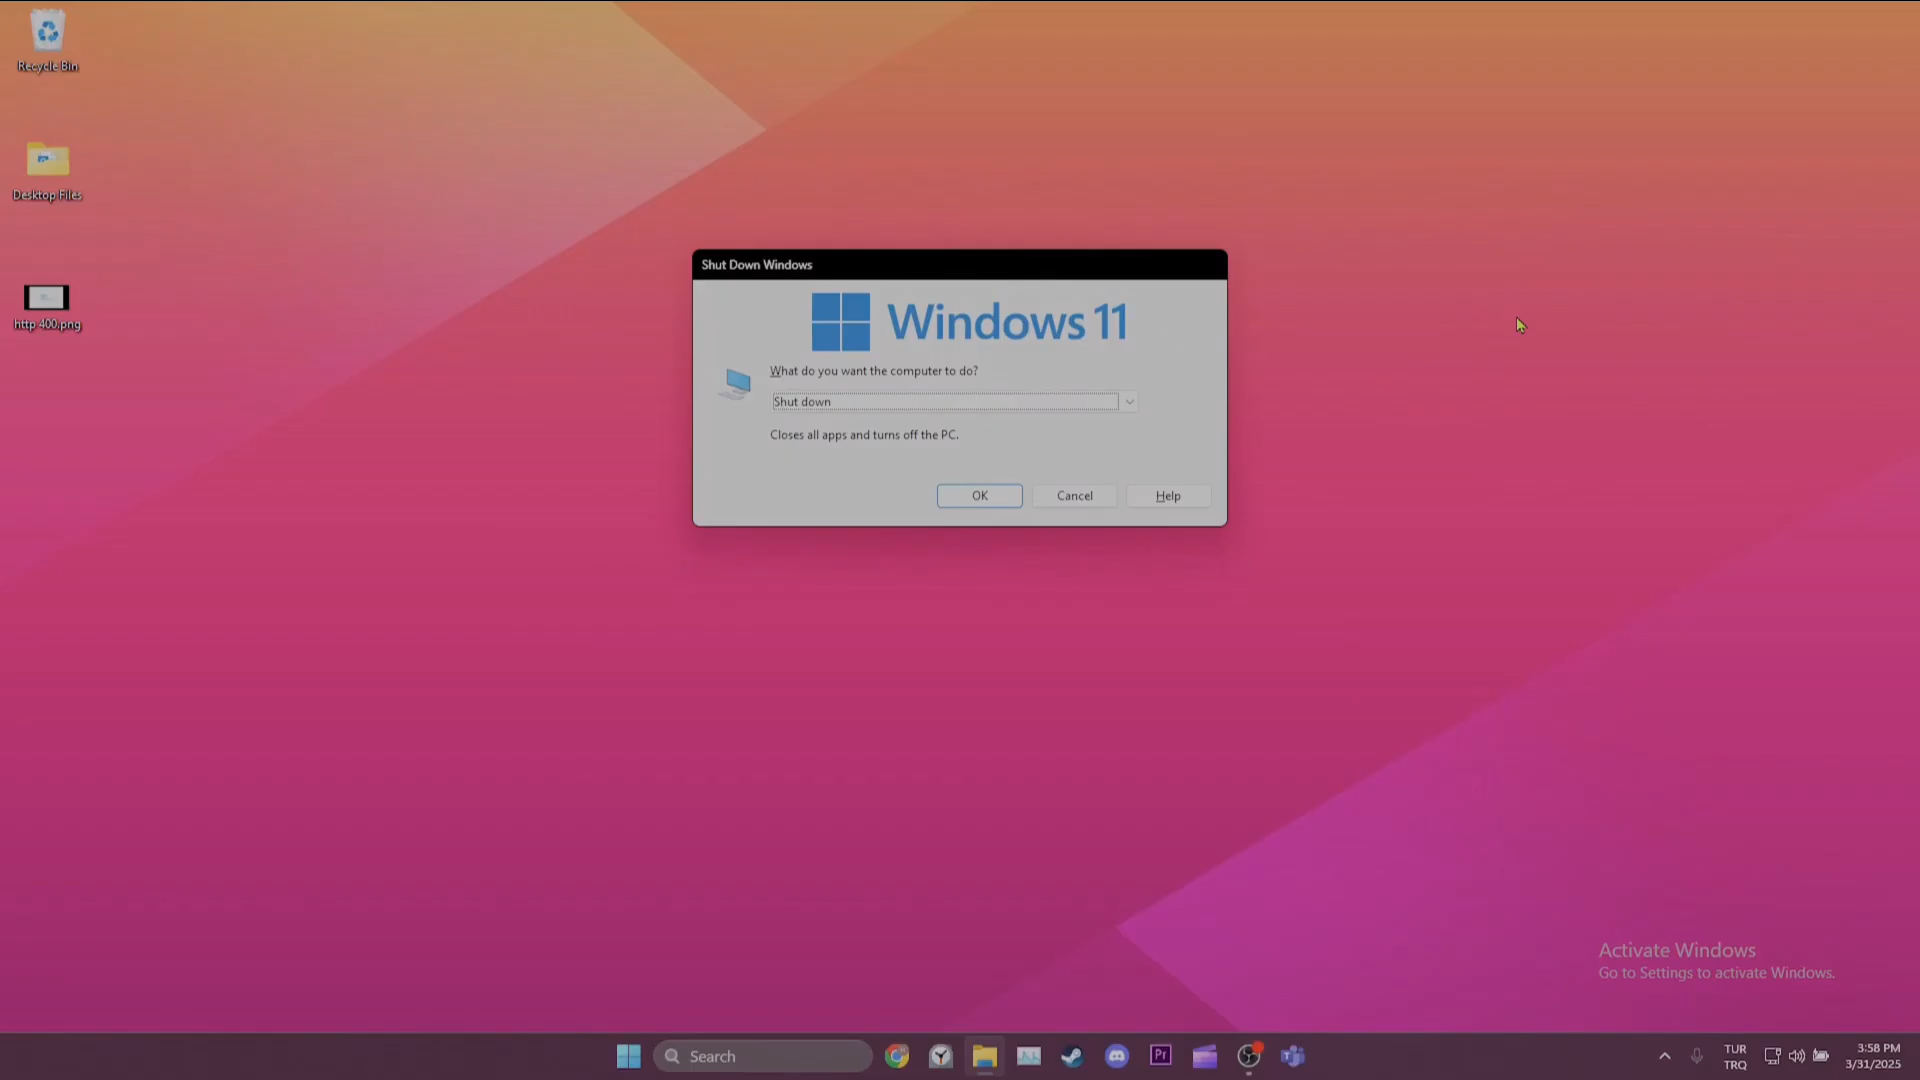 Recycle Bin
Desktop Files
http 400.png
Shut Down Windows
Windows 11
What do you want the computer to do?
Shut down
Closes all apps and turns off the PC.
OK
Cancel
Help
Activate Windows
Go to Settings to activate Windows.
Search
Pr
TUR
TRQ
3:58 PM
3/31/2025